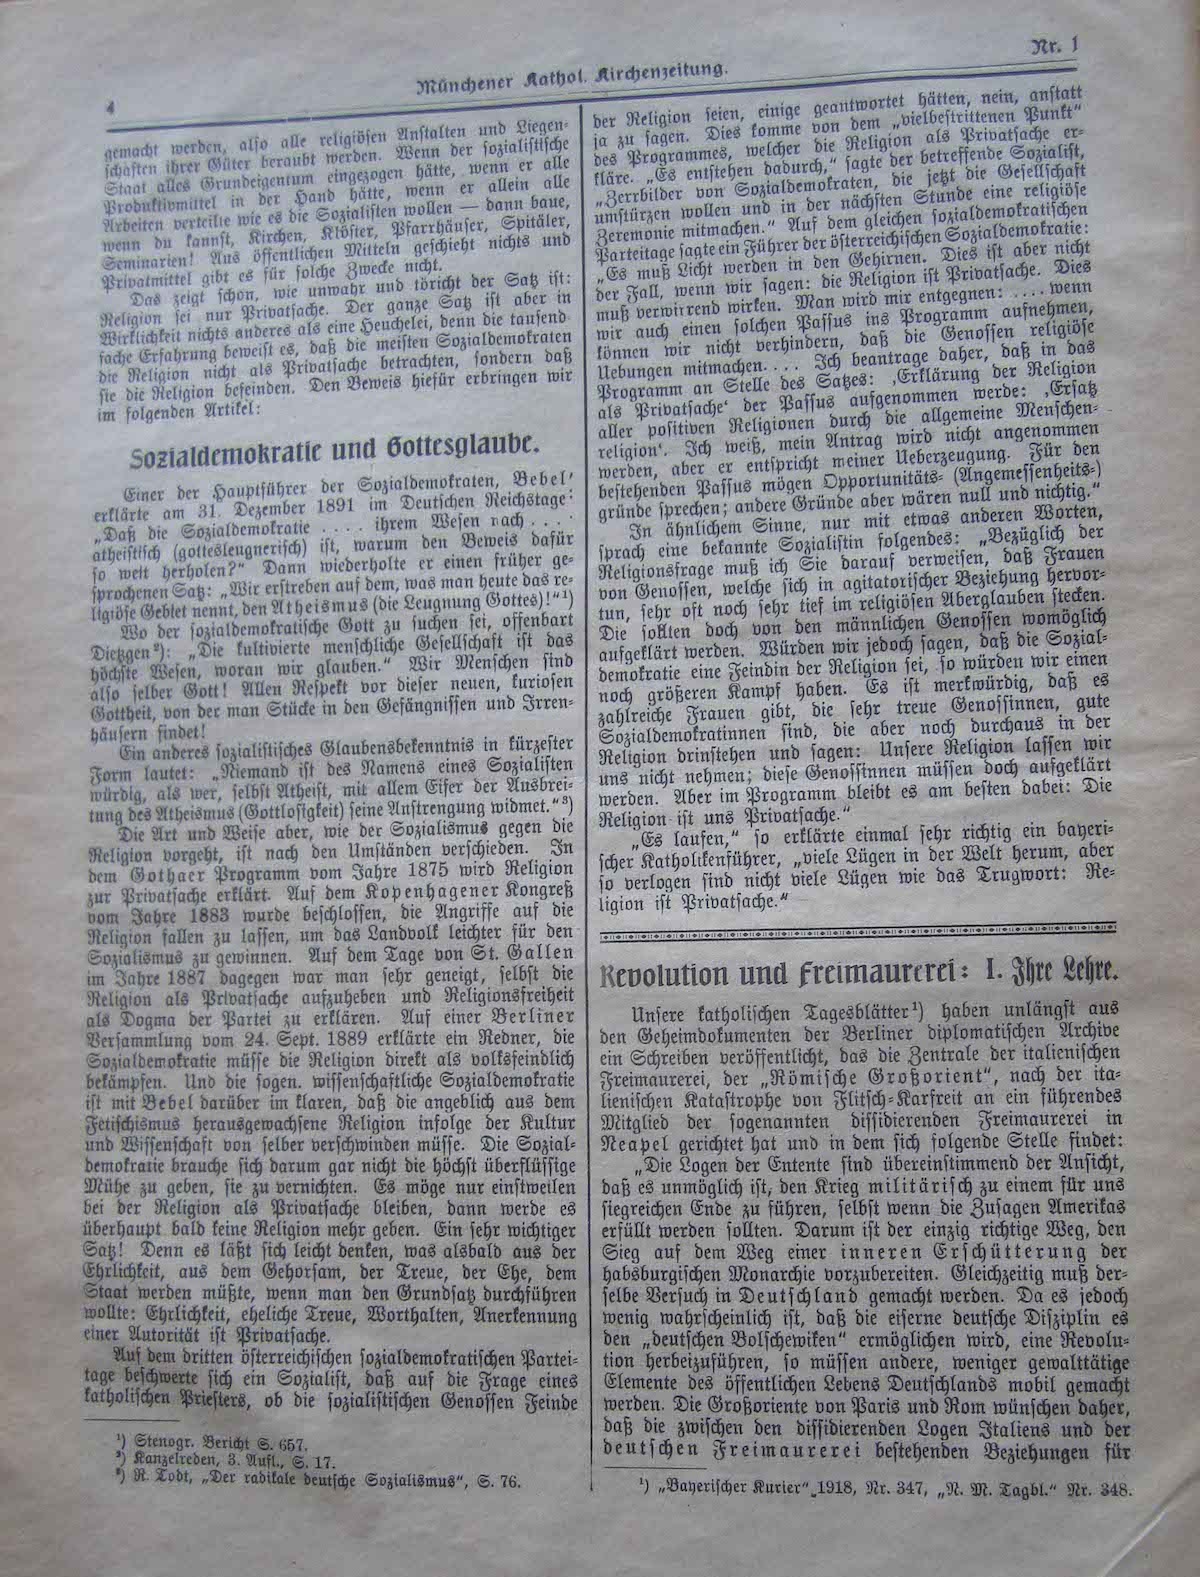 4
Münchener Kathol. Kirchenzeitung.
Nr. 1
gemacht werden, also alle religiösen Anstalten und Liegen-
schaften ihrer Güter beraubt werden. Wenn der sozialistische
Staat alles Grundeigentum eingezogen hätte, wenn er alle
Produktivmittel in der Hand hätte, wenn er allein alle
Arbeiten verteilte wie es die Sozialisten wollen — dann baue,
wenn du kannst, Kirchen, Klöster, Pfarrhäuser, Spitäler,
Seminarien! Aus öffentlichen Mitteln geschieht nichts und
Privatmittel gibt es für solche Zwecke nicht.
Das zeigt schon, wie unwahr und töricht der Satz ist:
Religion sei nur Privatsache. Der ganze Satz ist aber in
Wirklichkeit nichts anderes als eine Heuchelei, denn die tausend-
fache Erfahrung beweist es, daß die meisten Sozialdemokraten
die Religion nicht als Privatsache betrachten, sondern daß
sie die Religion befeinden. Den Beweis hiefür erbringen wir
im folgenden Artikel:
Sozialdemokratie und Gottesglaube.
Einer der Hauptführer der Sozialdemokraten, Bebel,
erklärte am 31. Dezember 1891 im Deutschen Reichstage:
„Daß die Sozialdemokratie .... ihrem Wesen nach ....
atheistisch (gottesleugnerisch) ist, warum den Beweis dafür
so weit herholen?“ Dann wiederholte er einen früher ge-
sprochenen Satz: „Wir erstreben auf dem, was man heute das re-
ligiöse Gebiet nennt, den Atheismus (die Leugnung Gottes)!“¹)
Wo der sozialdemokratische Gott zu suchen sei, offenbart
Dietzgen²): „Die kultivierte menschliche Gesellschaft ist das
höchste Wesen, woran wir glauben.“ Wir Menschen sind
also selber Gott! Allen Respekt vor dieser neuen, kuriosen
Gottheit, von der man Stücke in den Gefängnissen und Irren-
häusern findet!
Ein anderes sozialistisches Glaubensbekenntnis in kürzester
Form lautet: „Niemand ist des Namens eines Sozialisten
würdig, als wer, selbst Atheist, mit allem Eifer der Ausbrei-
tung des Atheismus (Gottlosigkeit) seine Anstrengung widmet.“³)
Die Art und Weise aber, wie der Sozialismus gegen die
Religion vorgeht, ist nach den Umständen verschieden. In
dem Gothaer Programm vom Jahre 1875 wird Religion
zur Privatsache erklärt. Auf dem Kopenhagener Kongreß
vom Jahre 1883 wurde beschlossen, die Angriffe auf die
Religion fallen zu lassen, um das Landvolk leichter für den
Sozialismus zu gewinnen. Auf dem Tage von St. Gallen
im Jahre 1887 dagegen war man sehr geneigt, selbst die
Religion als Privatsache aufzuheben und Religionsfreiheit
als Dogma der Partei zu erklären. Auf einer Berliner
Versammlung vom 24. Sept. 1889 erklärte ein Redner, die
Sozialdemokratie müsse die Religion direkt als volksfeindlich
bekämpfen. Und die sogen. wissenschaftliche Sozialdemokratie
ist mit Bebel darüber im klaren, daß die angeblich aus dem
Fetischismus herausgewachsene Religion infolge der Kultur
und Wissenschaft von selber verschwinden müsse. Die Sozial-
demokratie brauche sich darum gar nicht die höchst überflüssige
Mühe zu geben, sie zu vernichten. Es möge nur einstweilen
bei der Religion als Privatsache bleiben, dann werde es
überhaupt bald keine Religion mehr geben. Ein sehr wichtiger
Satz! Denn es läßt sich leicht denken, was alsbald aus der
Ehrlichkeit, aus dem Gehorsam, der Treue, der Ehe, dem
Staat werden müßte, wenn man den Grundsatz durchführen
wollte: Ehrlichkeit, eheliche Treue, Worthalten, Anerkennung
einer Autorität ist Privatsache.
Auf dem dritten österreichischen sozialdemokratischen Partei-
tage beschwerte sich ein Sozialist, daß auf die Frage eines
katholischen Priesters, ob die sozialistischen Genossen Feinde
¹) Stenogr. Bericht S. 657.
²) Kanzelreden, 3. Aufl., S. 17.
³) R. Todt, „Der radikale deutsche Sozialismus“, S. 76.
der Religion seien, einige geantwortet hätten, nein, anstatt
ja zu sagen. Dies komme von dem „vielbestrittenen Punkt“
des Programmes, welcher die Religion als Privatsache er-
kläre. „Es entstehen dadurch,“ sagte der betreffende Sozialist,
„Zerrbilder von Sozialdemokraten, die jetzt die Gesellschaft
umstürzen wollen und in der nächsten Stunde eine religiöse
Zeremonie mitmachen.“ Auf dem gleichen sozialdemokratischen
Parteitage sagte ein Führer der österreichischen Sozialdemokratie:
„Es muß Licht werden in den Gehirnen. Dies ist aber nicht
der Fall, wenn wir sagen: die Religion ist Privatsache. Dies
muß verwirrend wirken. Man wird mir entgegnen: .... wenn
wir auch einen solchen Passus ins Programm aufnehmen,
können wir nicht verhindern, daß die Genossen religiöse
Uebungen mitmachen.... Ich beantrage daher, daß in das
Programm an Stelle des Satzes: ‚Erklärung der Religion
als Privatsache‘ der Passus aufgenommen werde: ‚Ersatz
aller positiven Religionen durch die allgemeine Menschen-
religion‘. Ich weiß, mein Antrag wird nicht angenommen
werden, aber er entspricht meiner Ueberzeugung. Für den
bestehenden Passus mögen Opportunitäts- (Angemessenheits-)
gründe sprechen; andere Gründe aber wären null und nichtig.“
In ähnlichem Sinne, nur mit etwas anderen Worten,
sprach eine bekannte Sozialistin folgendes: „Bezüglich der
Religionsfrage muß ich Sie darauf verweisen, daß Frauen
von Genossen, welche sich in agitatorischer Beziehung hervor-
tun, sehr oft noch sehr tief im religiösen Aberglauben stecken.
Die sollten doch von den männlichen Genossen womöglich
aufgeklärt werden. Würden wir jedoch sagen, daß die Sozial-
demokratie eine Feindin der Religion sei, so würden wir einen
noch größeren Kampf haben. Es ist merkwürdig, daß es
zahlreiche Frauen gibt, die sehr treue Genossinnen, gute
Sozialdemokratinnen sind, die aber noch durchaus in der
Religion drinstehen und sagen: Unsere Religion lassen wir
uns nicht nehmen; diese Genossinnen müssen doch aufgeklärt
werden. Aber im Programm bleibt es am besten dabei: Die
Religion ist uns Privatsache.“
„Es laufen,“ so erklärte einmal sehr richtig ein bayeri-
scher Katholikenführer, „viele Lügen in der Welt herum, aber
so verlogen sind nicht viele Lügen wie das Trugwort: Re-
ligion ist Privatsache.“
Revolution und Freimaurerei: I. Ihre Lehre.
Unsere katholischen Tagesblätter¹) haben unlängst aus
den Geheimdokumenten der Berliner diplomatischen Archive
ein Schreiben veröffentlicht, das die Zentrale der italienischen
Freimaurerei, der „Römische Großorient“, nach der ita-
lienischen Katastrophe von Flitsch-Karfreit an ein führendes
Mitglied der sogenannten dissidierenden Freimaurerei in
Neapel gerichtet hat und in dem sich folgende Stelle findet:
„Die Logen der Entente sind übereinstimmend der Ansicht,
daß es unmöglich ist, den Krieg militärisch zu einem für uns
siegreichen Ende zu führen, selbst wenn die Zusagen Amerikas
erfüllt werden sollten. Darum ist der einzig richtige Weg, den
Sieg auf dem Weg einer inneren Erschütterung der
habsburgischen Monarchie vorzubereiten. Gleichzeitig muß der-
selbe Versuch in Deutschland gemacht werden. Da es jedoch
wenig wahrscheinlich ist, daß die eiserne deutsche Disziplin es
den „deutschen Bolschewiken“ ermöglichen wird, eine Revolu-
tion herbeizuführen, so müssen andere, weniger gewalttätige
Elemente des öffentlichen Lebens Deutschlands mobil gemacht
werden. Die Großoriente von Paris und Rom wünschen daher,
daß die zwischen den dissidierenden Logen Italiens und der
deutschen Freimaurerei bestehenden Beziehungen für
¹) „Bayerischer Kurier“ 1918, Nr. 347, „N. M. Tagbl.“ Nr. 348.